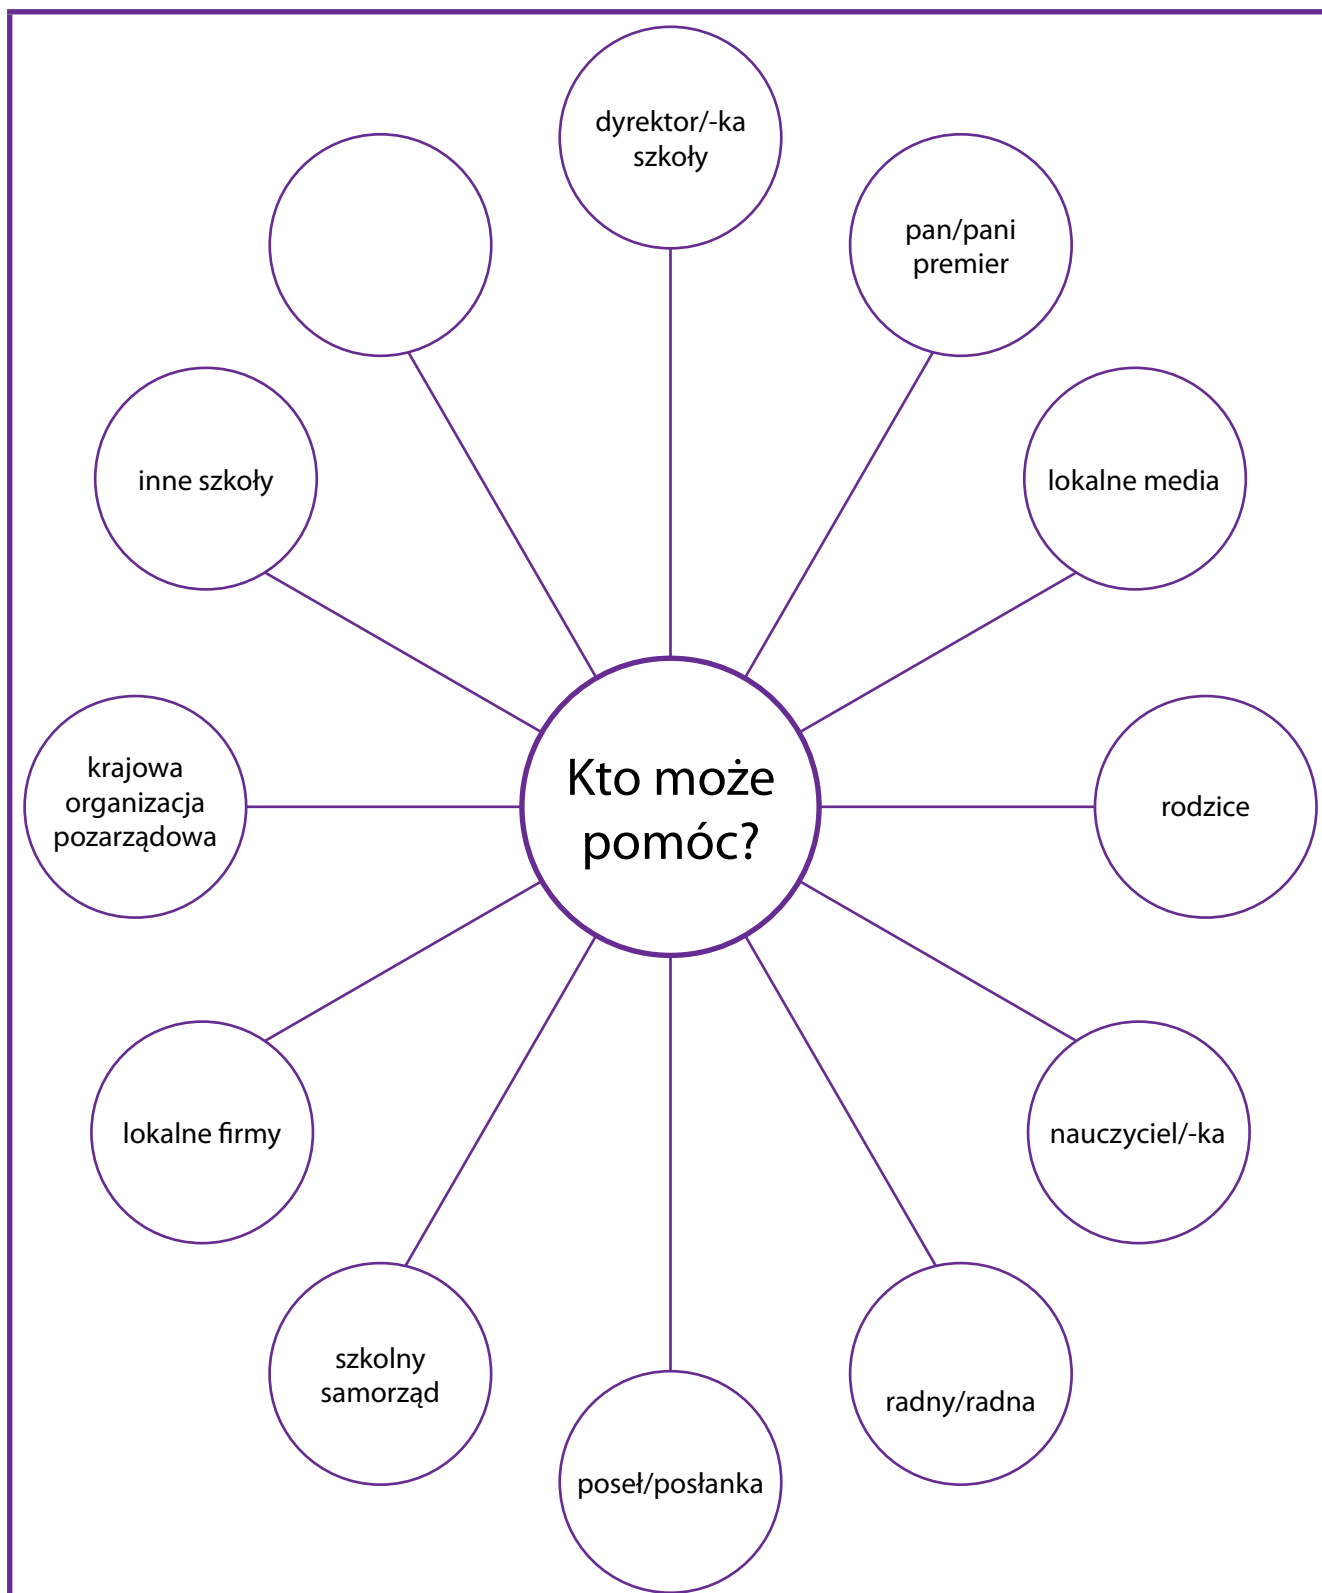 dyrektor/-ka
szkoły
pan/pani
premier
inne szkoły
lokalne media
krajowa
organizacja
pozarządowa
Kto może
pomóc?
rodzice
lokalne firmy
nauczyciel/-ka
szkolny
samorząd
radny/radna
poseł/posłanka